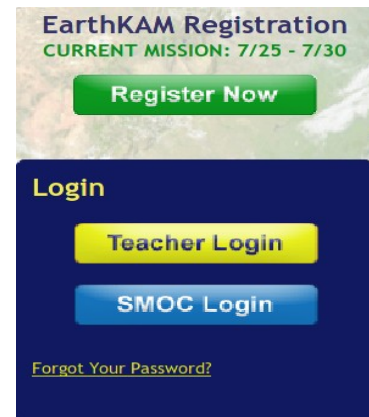 EarthKAM Registration
CURRENT MISSION: 7/25 - 7/30
Register Now
Login
Teacher Login
SMOC Login
Forgot Your Password?